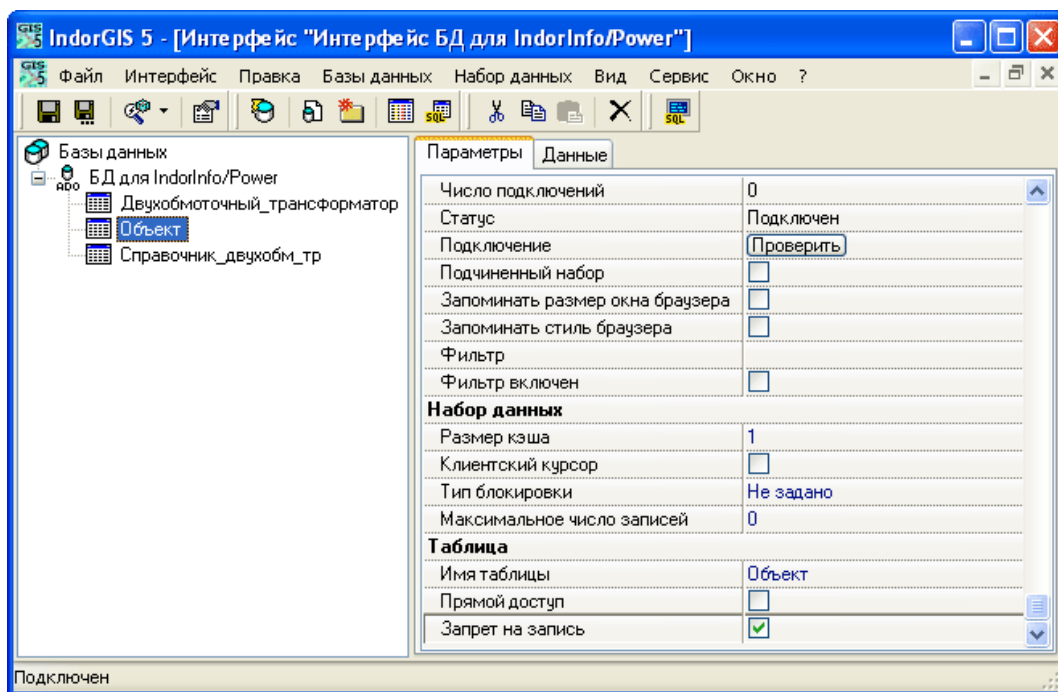 IndorGIS 5 - [Интерфейс "Интерфейс БД для IndorInfo/Power"]
Файл Интерфейс Правка Базы данных Набор данных Вид Сервис Окно ?
SQL SQL
Базы данных
ADO БД для IndorInfo/Power
Двухобмоточный_трансформатор
Объект
Справочник_двухобм_тр
Параметры Данные
Число подключений 0
Статус Подключен
Подключение Проверить
Подчиненный набор
Запоминать размер окна браузера
Запоминать стиль браузера
Фильтр
Фильтр включен
Набор данных
Размер кэша 1
Клиентский курсор
Тип блокировки Не задано
Максимальное число записей 0
Таблица
Имя таблицы Объект
Прямой доступ
Запрет на запись
Подключен